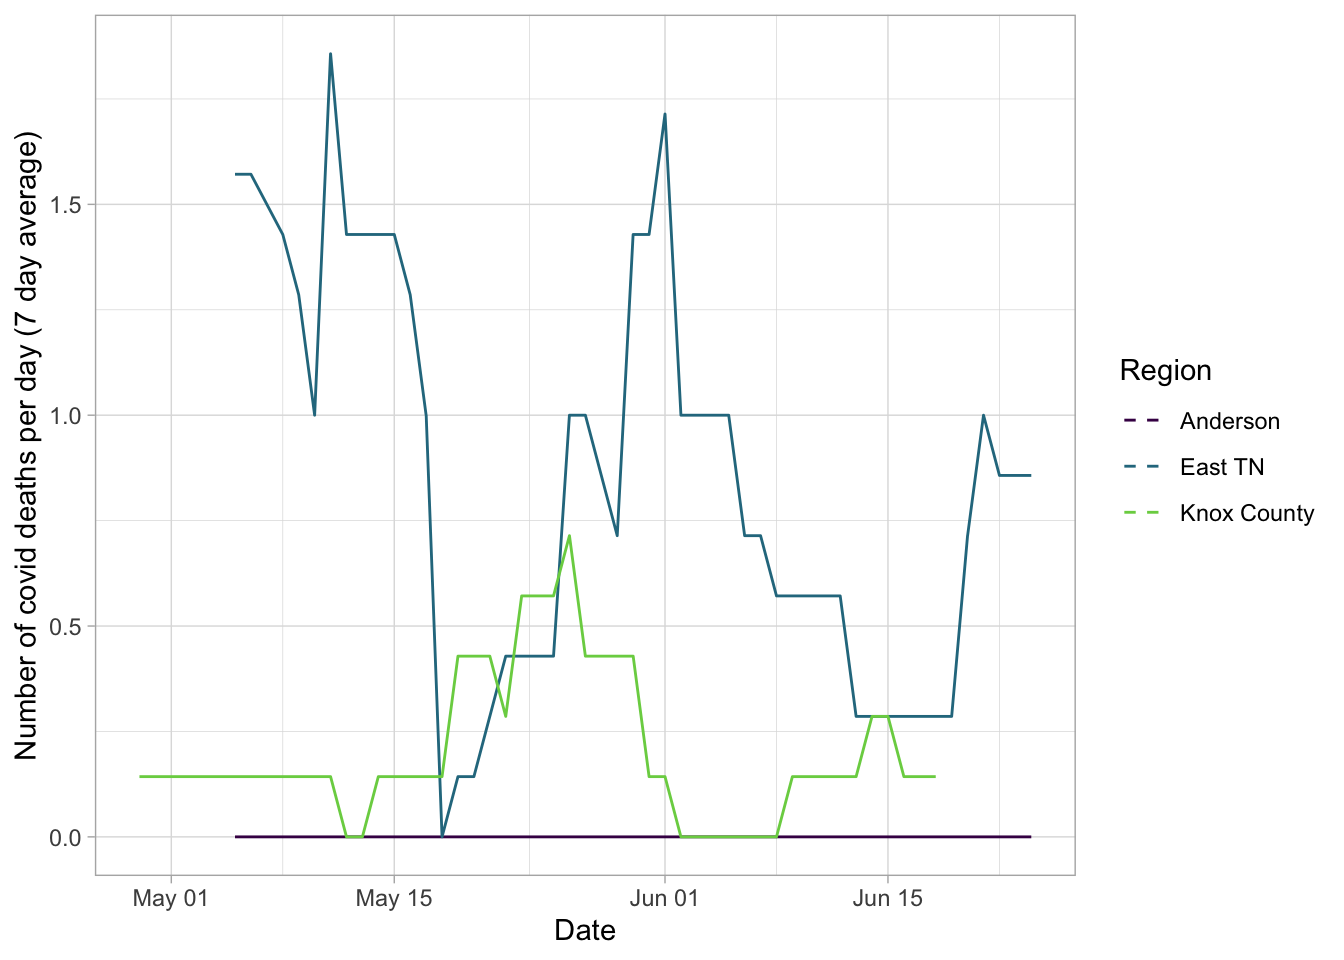 Number of covid deaths per day (7 day average)
1.5
1.0
0.5
0.0
May 01
May 15
Jun 01
Jun 15
Date
Region
Anderson
East TN
Knox County